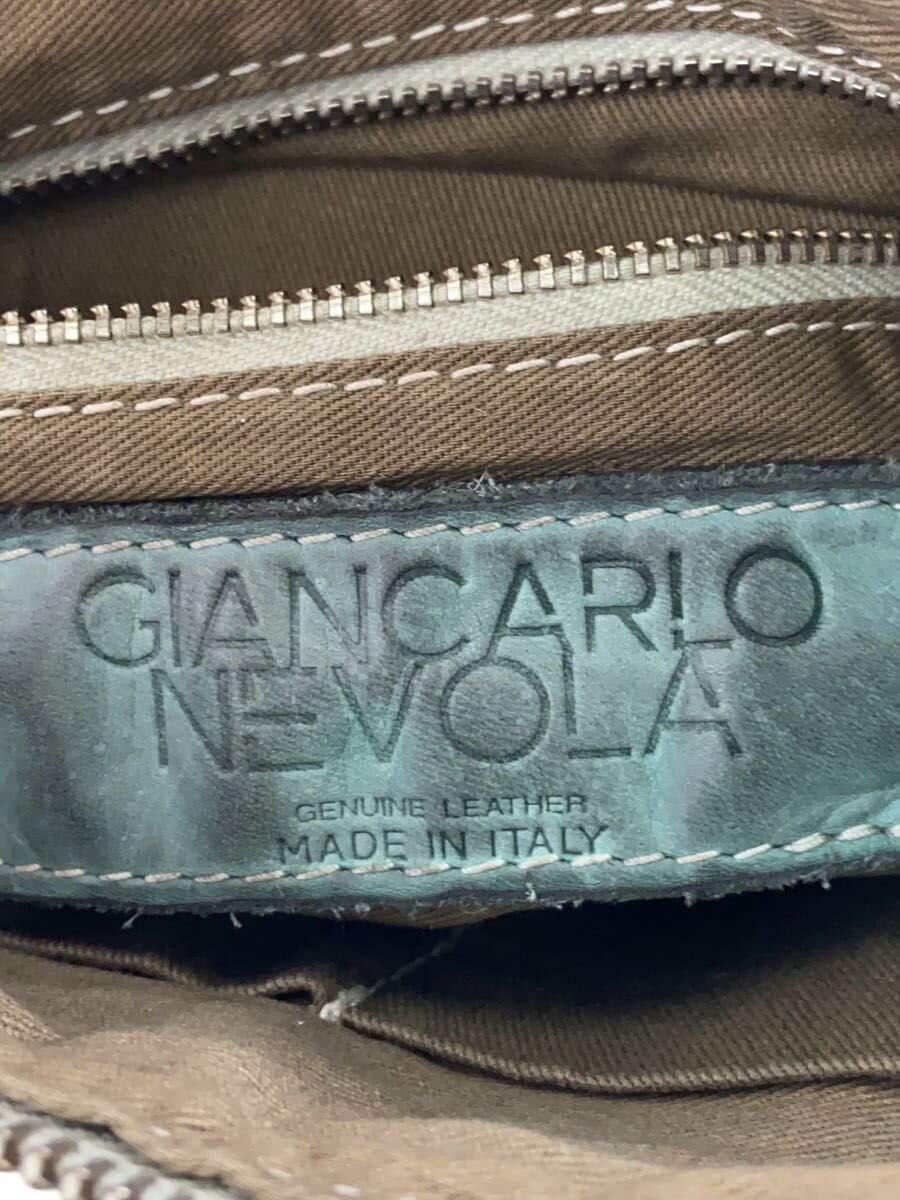 GIANCARLO
NEVOLA
GENUINE LEATHER
MADE IN ITALY